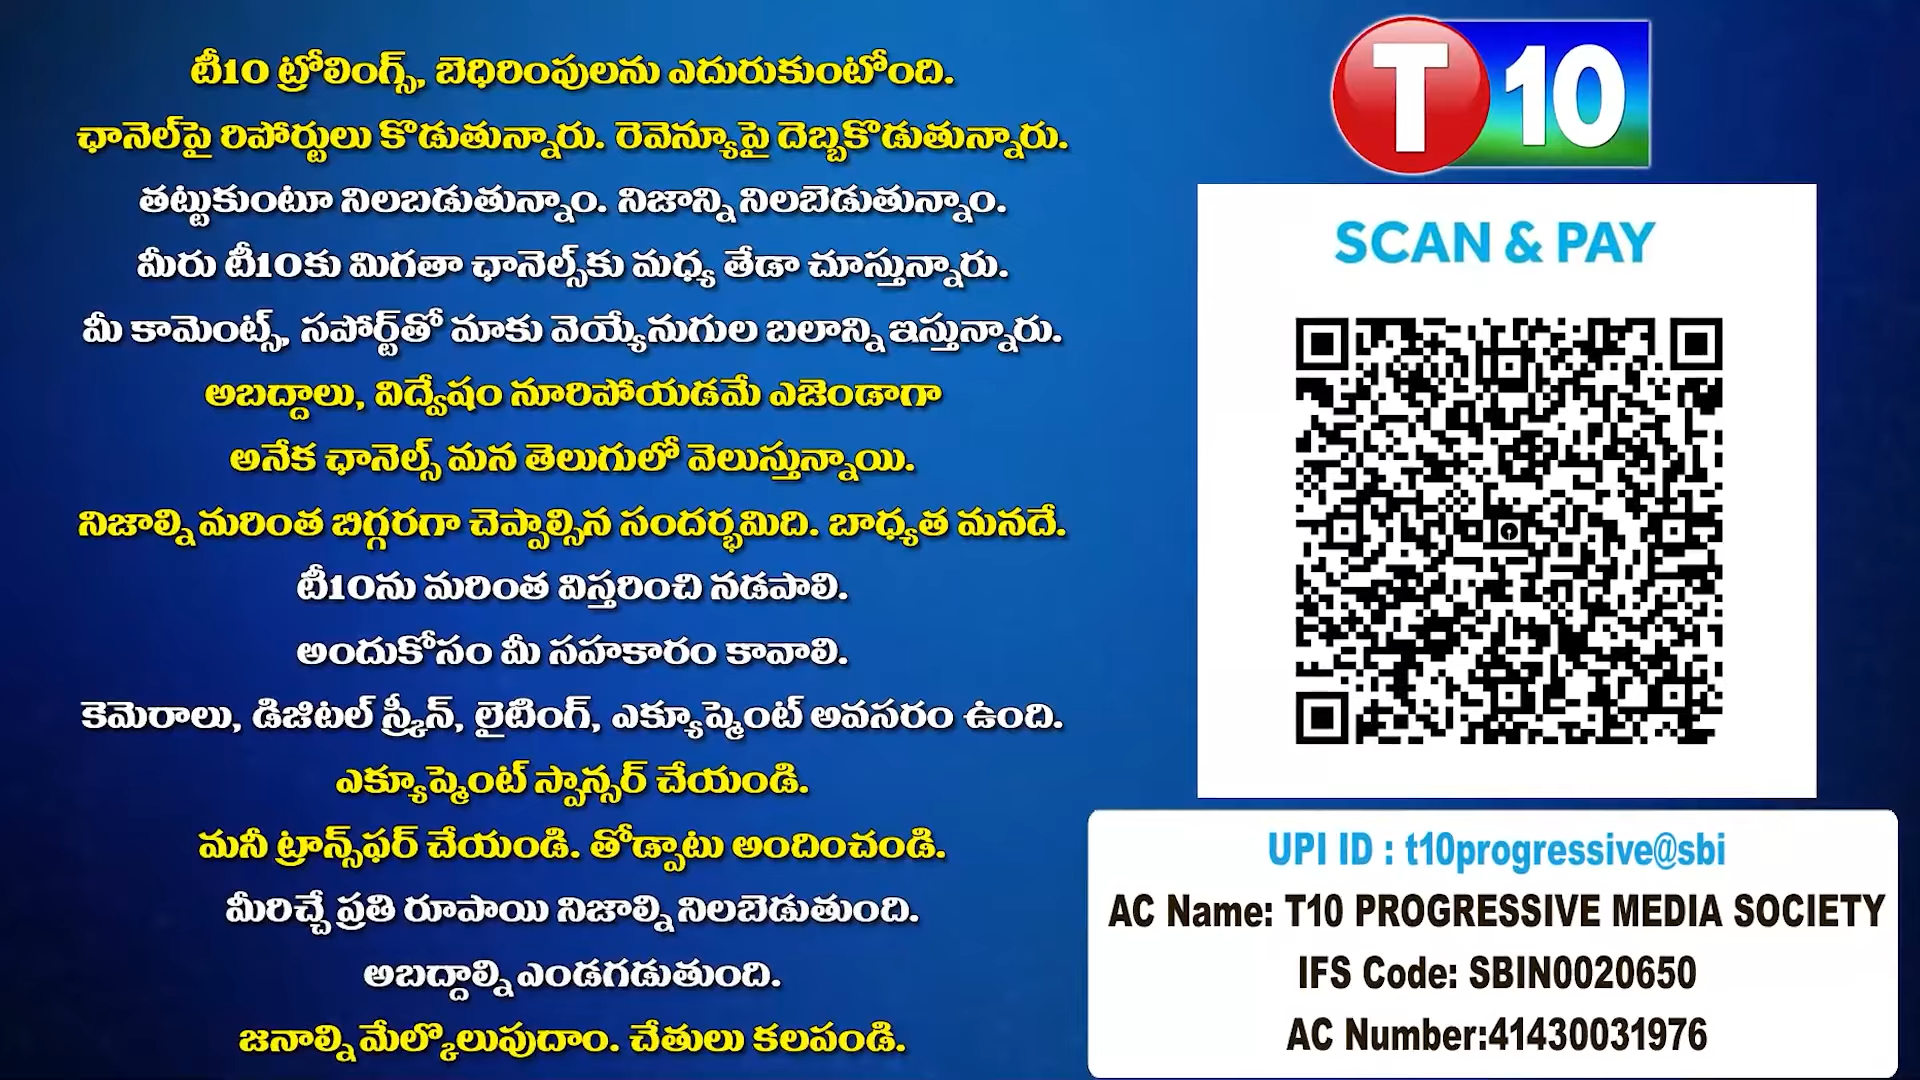 టీ10 ట్రోలింగ్స్, బెధిరింపులను ఎదురుకుంటోంది.
ఛానెల్‌పై రిపోర్టులు కొడుతున్నారు. రెవెన్యూపై దెబ్బకొడుతున్నారు.
తట్టుకుంటూ నిలబడుతున్నాం. నిజాన్ని నిలబెడుతున్నాం.
మీరు టీ10కు మిగతా ఛానెల్స్‌కు మధ్య తేడా చూస్తున్నారు.
మీ కామెంట్స్, సపోర్ట్‌తో మాకు వెయ్యేనుగుల బలాన్ని ఇస్తున్నారు.
అబద్దాలు, విద్వేషం నూరిపోయడమే ఎజెండాగా
అనేక ఛానెల్స్ మన తెలుగులో వెలుస్తున్నాయి.
నిజాల్ని మరింత బిగ్గరగా చెప్పాల్సిన సందర్భమిది. బాధ్యత మనదే.
టీ10ను మరింత విస్తరించి నడపాలి.
అందుకోసం మీ సహకారం కావాలి.
కెమెరాలు, డిజిటల్ స్క్రీన్, లైటింగ్, ఎక్యూప్మెంట్ అవసరం ఉంది.
ఎక్యూప్మెంట్ స్పాన్సర్ చేయండి.
మనీ ట్రాన్స్‌ఫర్ చేయండి. తోడ్పాటు అందించండి.
మీరిచ్చే ప్రతి రూపాయి నిజాల్ని నిలబెడుతుంది.
అబద్దాల్ని ఎండగడుతుంది.
జనాల్ని మేల్కొలుపుదాం. చేతులు కలపండి.
T10
SCAN & PAY
UPI ID : t10progressive@sbi
AC Name: T10 PROGRESSIVE MEDIA SOCIETY
IFS Code: SBIN0020650
AC Number:41430031976